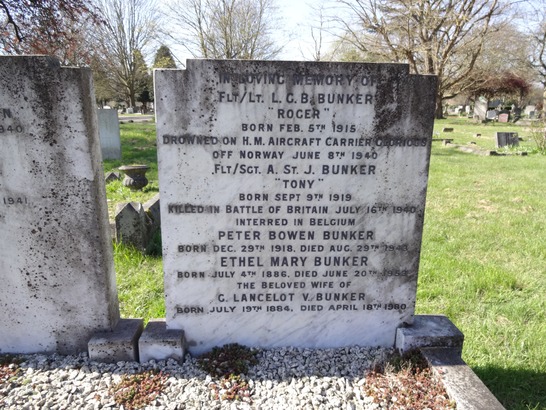 IN LOVING MEMORY OF
FLT/LT. L.C.B. BUNKER
"ROGER"
BORN FEB. 5TH 1915
DROWNED ON H.M. AIRCRAFT CARRIER GLORIOUS
OFF NORWAY JUNE 8TH 1940
FLT/SGT. A. ST. J. BUNKER
"TONY"
BORN SEPT 9TH 1919
KILLED IN BATTLE OF BRITAIN JULY 16TH 1940
INTERRED IN BELGIUM
PETER BOWEN BUNKER
BORN DEC. 29TH 1918, DIED AUG. 29TH
ETHEL MARY BUNKER
BORN JULY 4TH 1886, DIED JUNE 20TH
THE BELOVED WIFE OF
G. LANCELOT V. BUNKER
BORN JULY 19TH 1884, DIED APRIL 18TH 1960
1940
1941